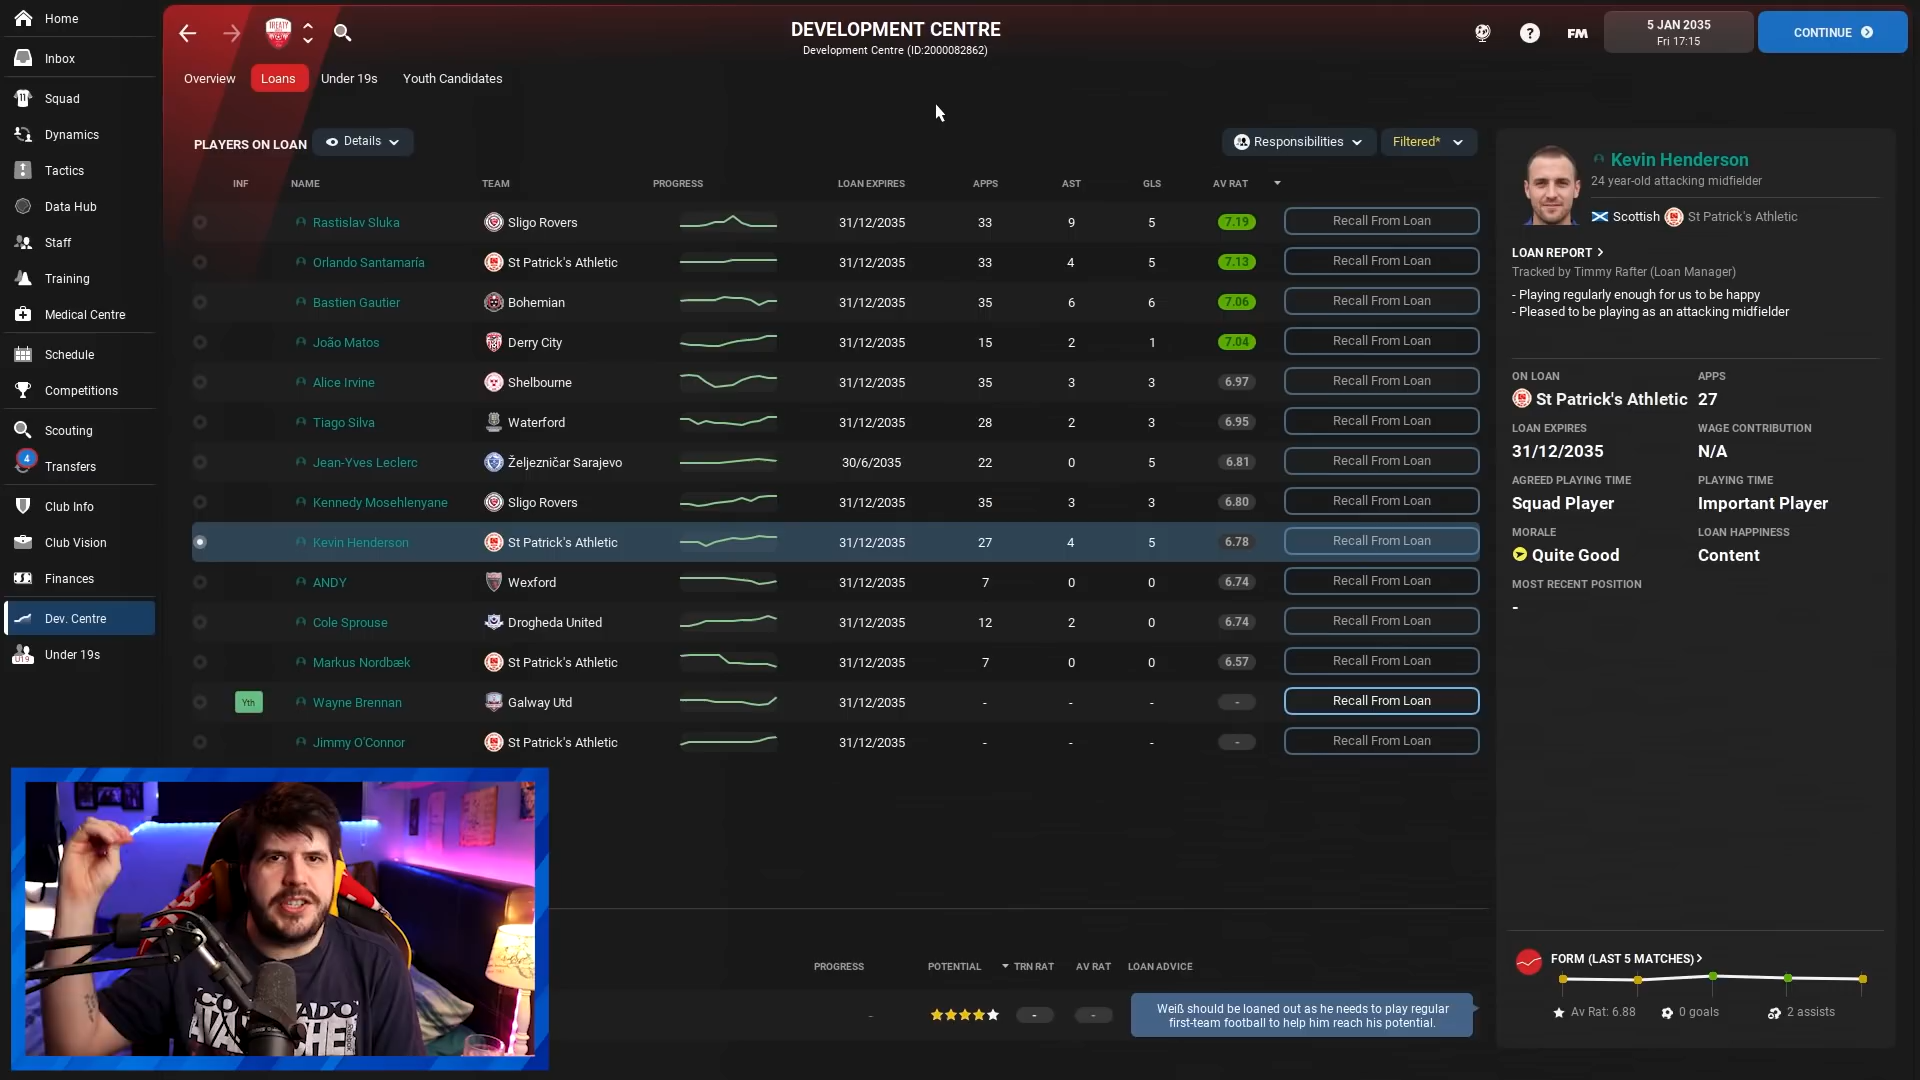 Home
Inbox
Squad
Dynamics
Tactics
Data Hub
Staff
Training
Medical Centre
Schedule
Competitions
Scouting
4
Transfers
Club Info
Club Vision
Finances
Dev. Centre
U19
Under 19s
TREATY
DEVELOPMENT CENTRE
Development Centre (ID:2000082862)
FM
5 JAN 2035
Fri 17:15
CONTINUE
Overview Loans Under 19s Youth Candidates
PLAYERS ON LOAN Details Responsibilities Filtered*
INF NAME TEAM PROGRESS LOAN EXPIRES APPS AST GLS AV RAT
Rastislav Sluka Sligo Rovers 31/12/2035 33 9 5 7.19 Recall From Loan
Orlando Santamaría St Patrick's Athletic 31/12/2035 33 4 5 7.13 Recall From Loan
Bastien Gautier Bohemian 31/12/2035 35 6 6 7.06 Recall From Loan
João Matos Derry City 31/12/2035 15 2 1 7.04 Recall From Loan
Alice Irvine Shelbourne 31/12/2035 35 3 3 6.97 Recall From Loan
Tiago Silva Waterford 31/12/2035 28 2 3 6.95 Recall From Loan
Jean-Yves Leclerc Željezničar Sarajevo 30/6/2035 22 0 5 6.81 Recall From Loan
Kennedy Mosehlenyane Sligo Rovers 31/12/2035 35 3 3 6.80 Recall From Loan
Kevin Henderson St Patrick's Athletic 31/12/2035 27 4 5 6.78 Recall From Loan
ANDY Wexford 31/12/2035 7 0 0 6.74 Recall From Loan
Cole Sprouse Drogheda United 31/12/2035 12 2 0 6.74 Recall From Loan
Markus Nordbæk St Patrick's Athletic 31/12/2035 7 0 0 6.57 Recall From Loan
Yth Wayne Brennan Galway Utd 31/12/2035 - - - - Recall From Loan
Jimmy O'Connor St Patrick's Athletic 31/12/2035 - - - - Recall From Loan
PROGRESS POTENTIAL TRN RAT AV RAT LOAN ADVICE
- - - Weiß should be loaned out as he needs to play regular
first-team football to help him reach his potential.
Kevin Henderson
24 year-old attacking midfielder
Scottish St Patrick's Athletic
LOAN REPORT
Tracked by Timmy Rafter (Loan Manager)
- Playing regularly enough for us to be happy
- Pleased to be playing as an attacking midfielder
ON LOAN APPS
St Patrick's Athletic 27
LOAN EXPIRES WAGE CONTRIBUTION
31/12/2035 N/A
AGREED PLAYING TIME PLAYING TIME
Squad Player Important Player
MORALE LOAN HAPPINESS
Quite Good Content
MOST RECENT POSITION
-
FORM (LAST 5 MATCHES)
Av Rat: 6.88 0 goals 2 assists